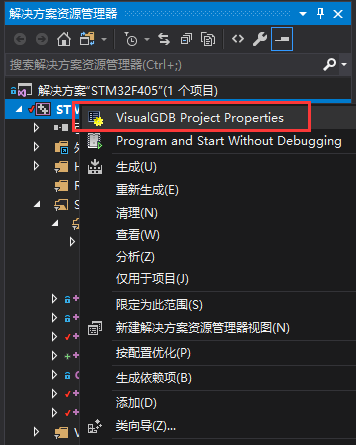 解决方案资源管理器
搜索解决方案资源管理器(Ctrl+;)
解决方案"STM32F405"(1 个项目)
VisualGDB Project Properties
Program and Start Without Debugging
生成(U)
重新生成(E)
清理(N)
查看(W)
分析(Z)
仅用于项目(J)
限定为此范围(S)
新建解决方案资源管理器视图(N)
按配置优化(P)
生成依赖项(B)
添加(D)
类向导(Z)...